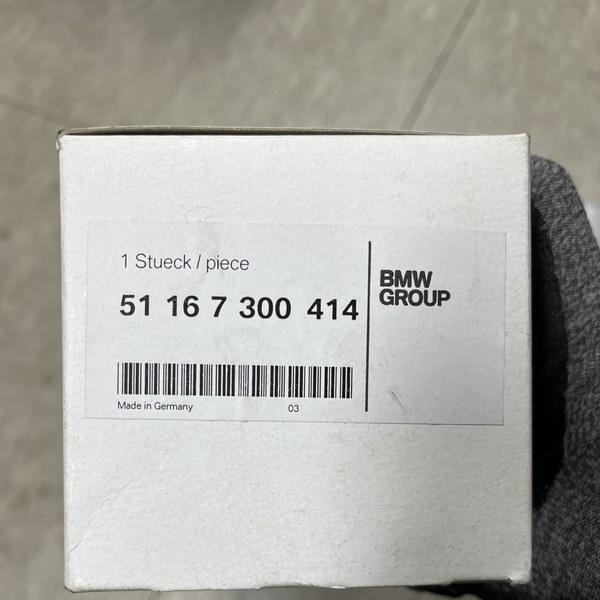 1 Stueck / piece
51 16 7 300 414
BMW
GROUP
Made in Germany
03